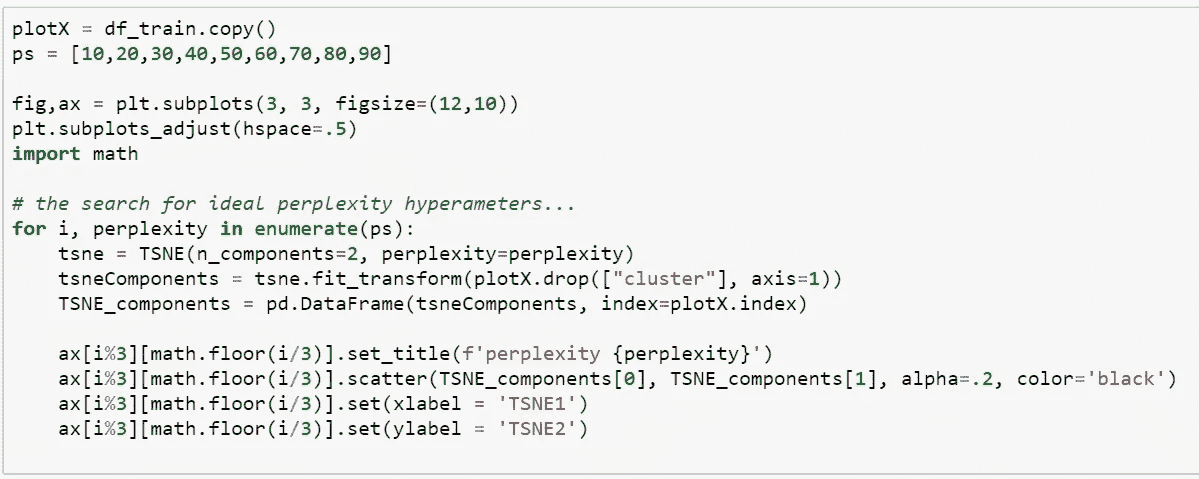 plotX = df_train.copy()
ps = [10,20,30,40,50,60,70,80,90]
fig,ax = plt.subplots(3, 3, figsize=(12,10))
plt.subplots_adjust(hspace=.5)
import math
# the search for ideal perplexity hyperameters...
for i, perplexity in enumerate(ps):
    tsne = TSNE(n_components=2, perplexity=perplexity)
    tsneComponents = tsne.fit_transform(plotX.drop(["cluster"], axis=1))
    TSNE_components = pd.DataFrame(tsneComponents, index=plotX.index)
    ax[i%3][math.floor(i/3)].set_title(f'perplexity {perplexity}')
    ax[i%3][math.floor(i/3)].scatter(TSNE_components[0], TSNE_components[1], alpha=.2, color='black')
    ax[i%3][math.floor(i/3)].set(xlabel = 'TSNE1')
    ax[i%3][math.floor(i/3)].set(ylabel = 'TSNE2')